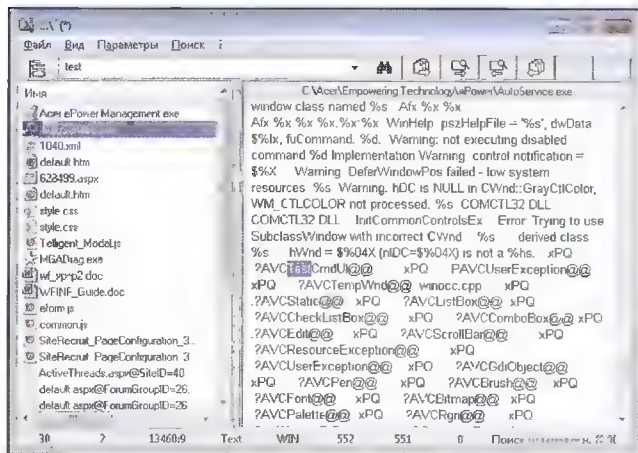 ...\ (*)
Файл Вид Параметры Поиск
test
Имя
Acer ePower Management exe
1040.xml
default htm
628499.aspx
default.htm
style css
style.css
Telligent_Modal.js
MGADiag.exe
wf_xp-p2 doc
WFINF_Guide.doc
eform js
common.js
SiteRecruit_PageConfiguration_3..
SiteRecruit_PageConfiguration 3
ActiveThreads.aspx@SiteID=40
default aspx@ForumGroupID=26.
default aspx@ForumGroupID=26
C \Acer\Empowering Technology\ePower\AutoService exe
window class named %s Afx %x %x
Afx %x %x %x.%x·%x WinHelp pszHelpFile = '%s', dwData
$%lx, fuCommand. %d. Warning: not executing disabled
command %d Implementation Warning control notification =
$%X Warning DeferWindowPos failed - low system
resources %s Warning. hDC is NULL in CWnd::GrayCtlColor,
WM_CTLCOLOR not processed. %s COMCTL32 DLL
COMCTL32 DLL InitCommonControlsEx Error Trying to use
SubclassWindow with incorrect CWnd %s derived class
%s hWnd = $%04X (nIDC=$%04X) is not a %hs. xPQ
?AVCTestCmdUI@@ xPQ PAVCUserException@@
xPQ ?AVCTempWnd@@ winocc.cpp xPQ
.?AVCStatic@@ xPQ ?AVCListBox@@ xPQ
?AVCCheckListBox@@ xPQ ?AVCComboBox@@ xPQ
.?AVCEdit@@ xPQ ?AVCScrollBar@@ xPQ
?AVCResourceException@@ xPQ
?AVCUserException@@ xPQ ?AVCGdiObject@@
xPQ ?AVCPen@@ xPQ ?AVCBrush@@ xPQ
?AVCFont@@ xPQ ?AVCBitmap@@ xPQ
?AVCPalette@@ xPQ ?AVCRgn@@ xPQ
30 2 13460:9 Text WIN 552 551 0 Поиск